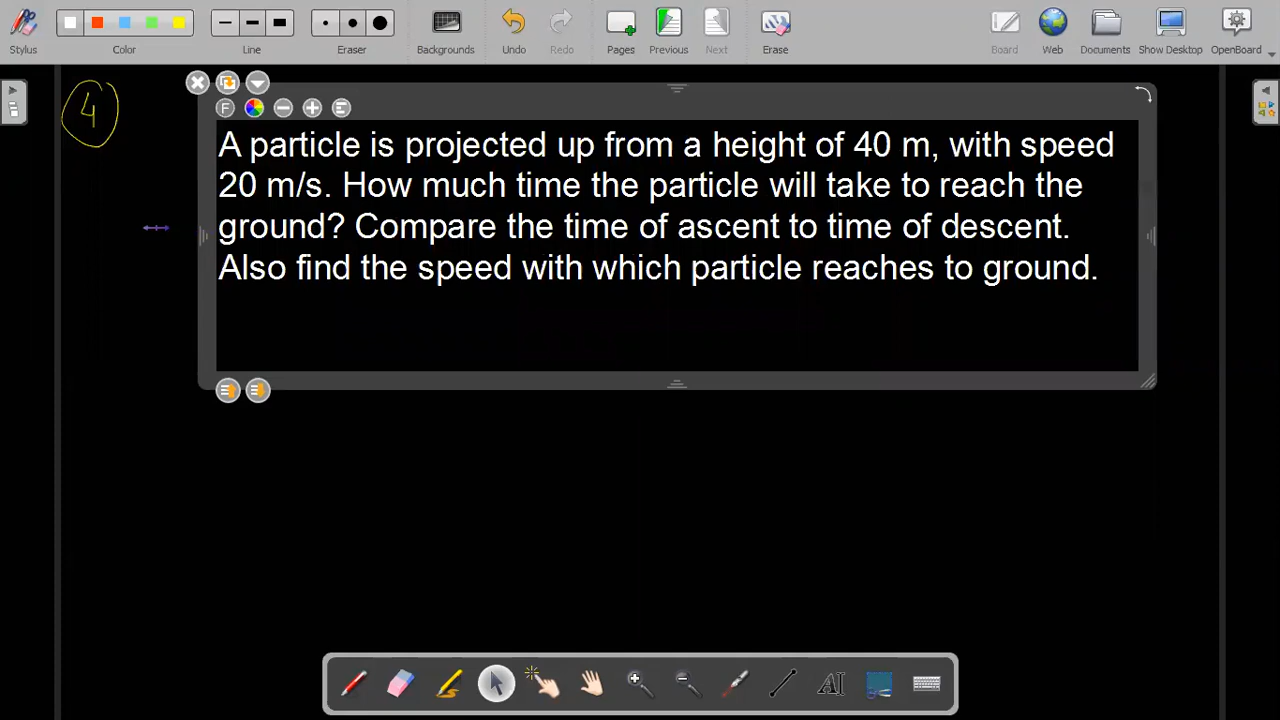 Stylus Color Line Eraser Backgrounds Undo Redo Pages Previous Next Erase Board Web Documents Show Desktop OpenBoard
4
F
A particle is projected up from a height of 40 m, with speed
20 m/s. How much time the particle will take to reach the
ground? Compare the time of ascent to time of descent.
Also find the speed with which particle reaches to ground.
AI